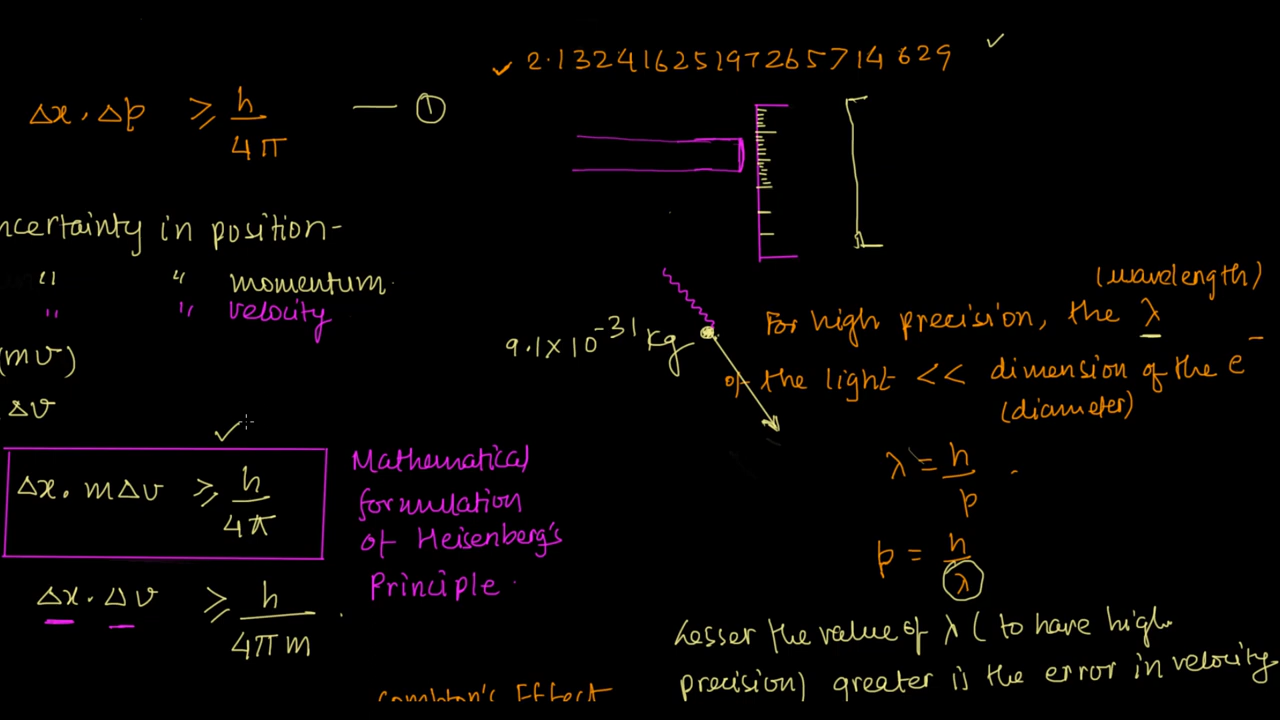 2.13241625197265714629
Δx . Δp ≥ h/4π — ①
ncertainty in position-
" " momentum.
" " velocity
(mv)
Δv
Δx . mΔv ≥ h/4π
Mathematical
formulation
of Heisenberg's
Principle.
Δx . Δv ≥ h/4πm .
Compton's Effect
9.1×10⁻³¹ kg
(wavelength)
For high precision, the λ
of the light << dimension of the e⁻
(diameter)
λ = h/p .
p = h/λ
Lesser the value of λ (to have high
precision) greater is the error in velocity